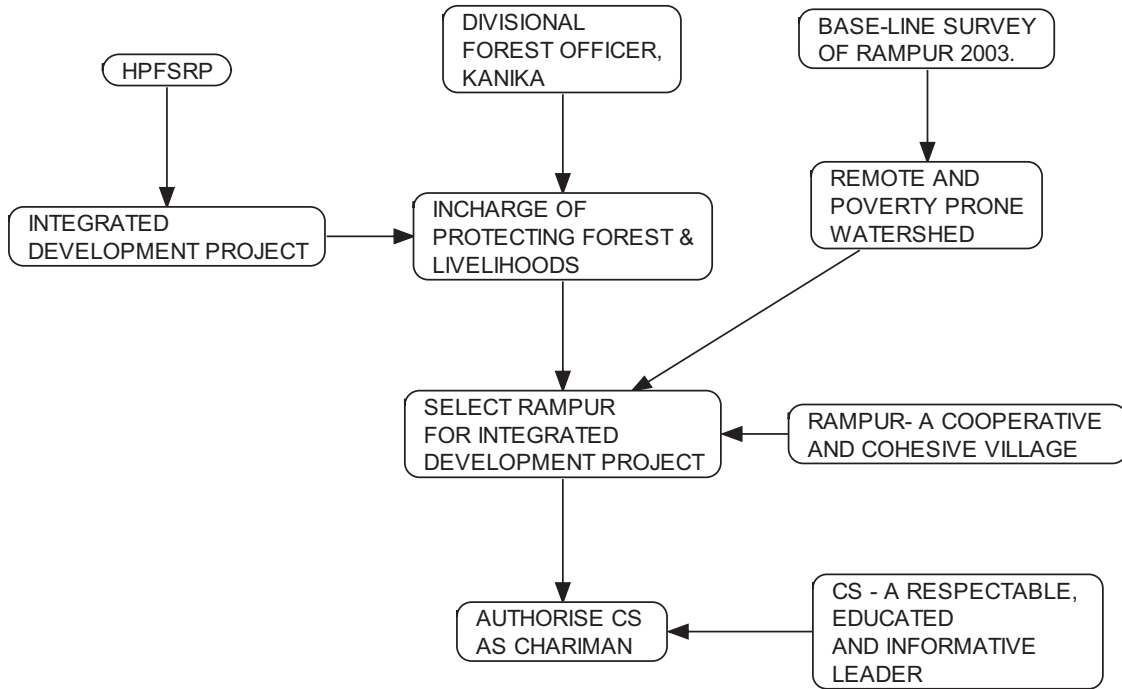 HPFSRP
DIVISIONAL
FOREST OFFICER,
KANIKA
BASE-LINE SURVEY
OF RAMPUR 2003.
INTEGRATED
DEVELOPMENT PROJECT
INCHARGE OF
PROTECTING FOREST &
LIVELIHOODS
REMOTE AND
POVERTY PRONE
WATERSHED
SELECT RAMPUR
FOR INTEGRATED
DEVELOPMENT PROJECT
RAMPUR- A COOPERATIVE
AND COHESIVE VILLAGE
AUTHORISE CS
AS CHARIMAN
CS - A RESPECTABLE,
EDUCATED
AND INFORMATIVE
LEADER